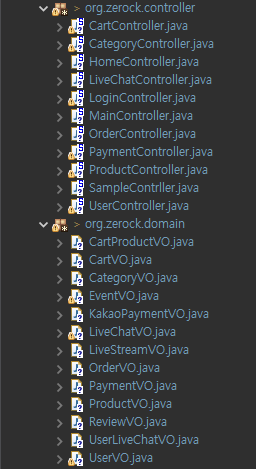 > org.zerock.controller
CartController.java
CategoryController.java
HomeController.java
LiveChatController.java
LoginController.java
MainController.java
OrderController.java
PaymentController.java
ProductController.java
SampleContrller.java
UserController.java
> org.zerock.domain
CartProductVO.java
CartVO.java
CategoryVO.java
EventVO.java
KakaoPaymentVO.java
LiveChatVO.java
LiveStreamVO.java
OrderVO.java
PaymentVO.java
ProductVO.java
ReviewVO.java
UserLiveChatVO.java
UserVO.java